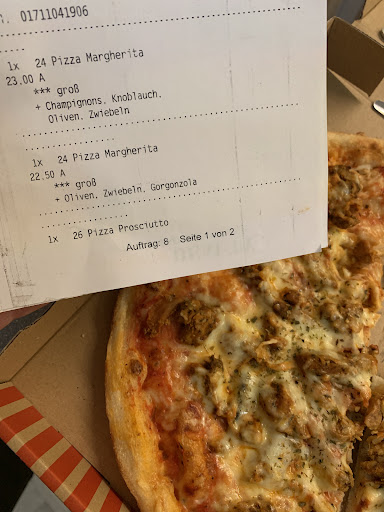 . 01711041906
1x 24 Pizza Margherita
23.00 A
*** groß
+ Champignons, Knoblauch,
Oliven, Zwiebeln
1x 24 Pizza Margherita
22.50 A
*** groß
+ Oliven, Zwiebeln, Gorgonzola
1x 26 Pizza Prosciutto
Auftrag: 8 Seite 1 von 2